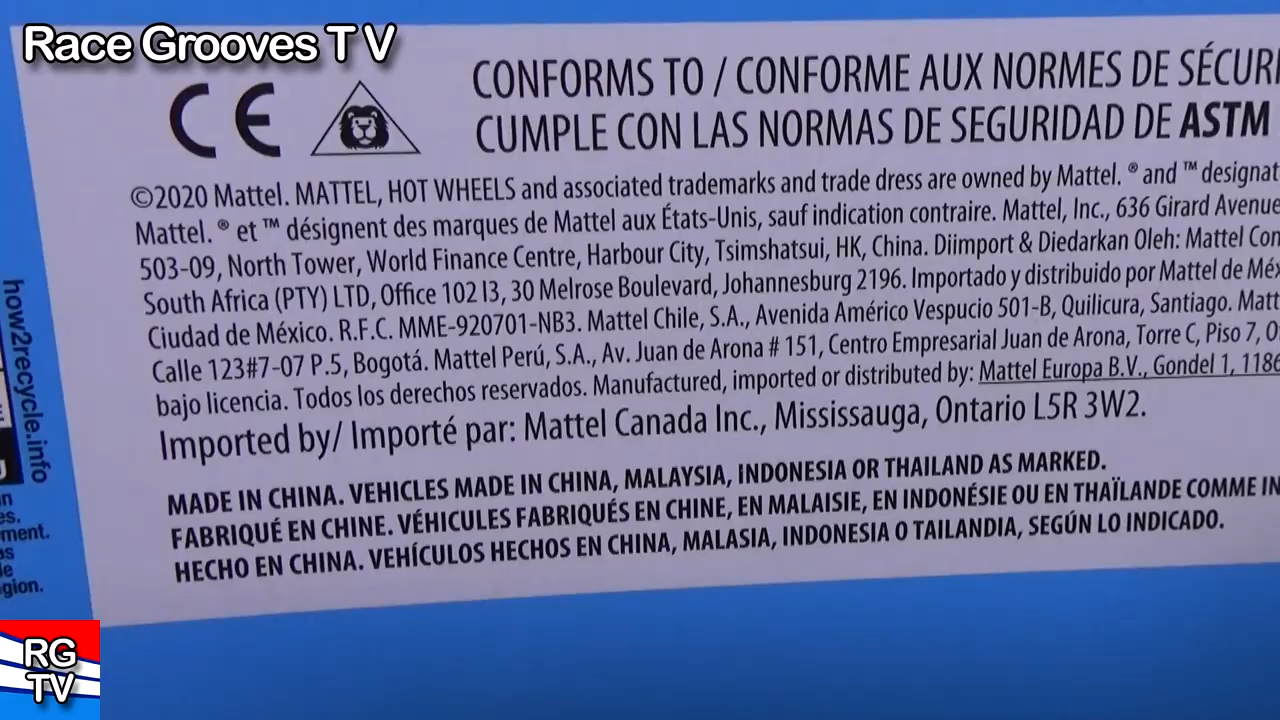 Race Grooves T V
CE
CONFORMS TO / CONFORME AUX NORMES DE
CUMPLE CON LAS NORMAS DE SEGURIDAD DE ASTM
©2020 Mattel. MATTEL, HOT WHEELS and associated trademarks and trade dress are owned by Mattel. ® and ™
Mattel. ® et ™ désignent des marques de Mattel aux États-Unis, sauf indication contraire. Mattel, Inc., 636 Girard Avenue
503-09, North Tower, World Finance Centre, Harbour City, Tsimshatsui, HK, China. Diimport & Diedarkan Oleh: Mattel
South Africa (PTY) LTD, Office 102 I3, 30 Melrose Boulevard, Johannesburg 2196. Importado y distribuido por Mattel de
Ciudad de México. R.F.C. MME-920701-NB3. Mattel Chile, S.A., Avenida Américo Vespucio 501-B, Quilicura, Santiago.
Calle 123#7-07 P.5, Bogotá. Mattel Perú, S.A., Av. Juan de Arona # 151, Centro Empresarial Juan de Arona, Torre C, Piso 7,
bajo licencia. Todos los derechos reservados. Manufactured, imported or distributed by: Mattel Europa B.V., Gondel 1,
Imported by/ Importé par: Mattel Canada Inc., Mississauga, Ontario L5R 3W2.
MADE IN CHINA. VEHICLES MADE IN CHINA, MALAYSIA, INDONESIA OR THAILAND AS MARKED.
FABRIQUÉ EN CHINE. VÉHICULES FABRIQUÉS EN CHINE, EN MALAISIE, EN INDONÉSIE OU EN THAÏLANDE COMME
HECHO EN CHINA. VEHÍCULOS HECHOS EN CHINA, MALASIA, INDONESIA O TAILANDIA, SEGÚN LO INDICADO.
how2recycle.info
RG
TV